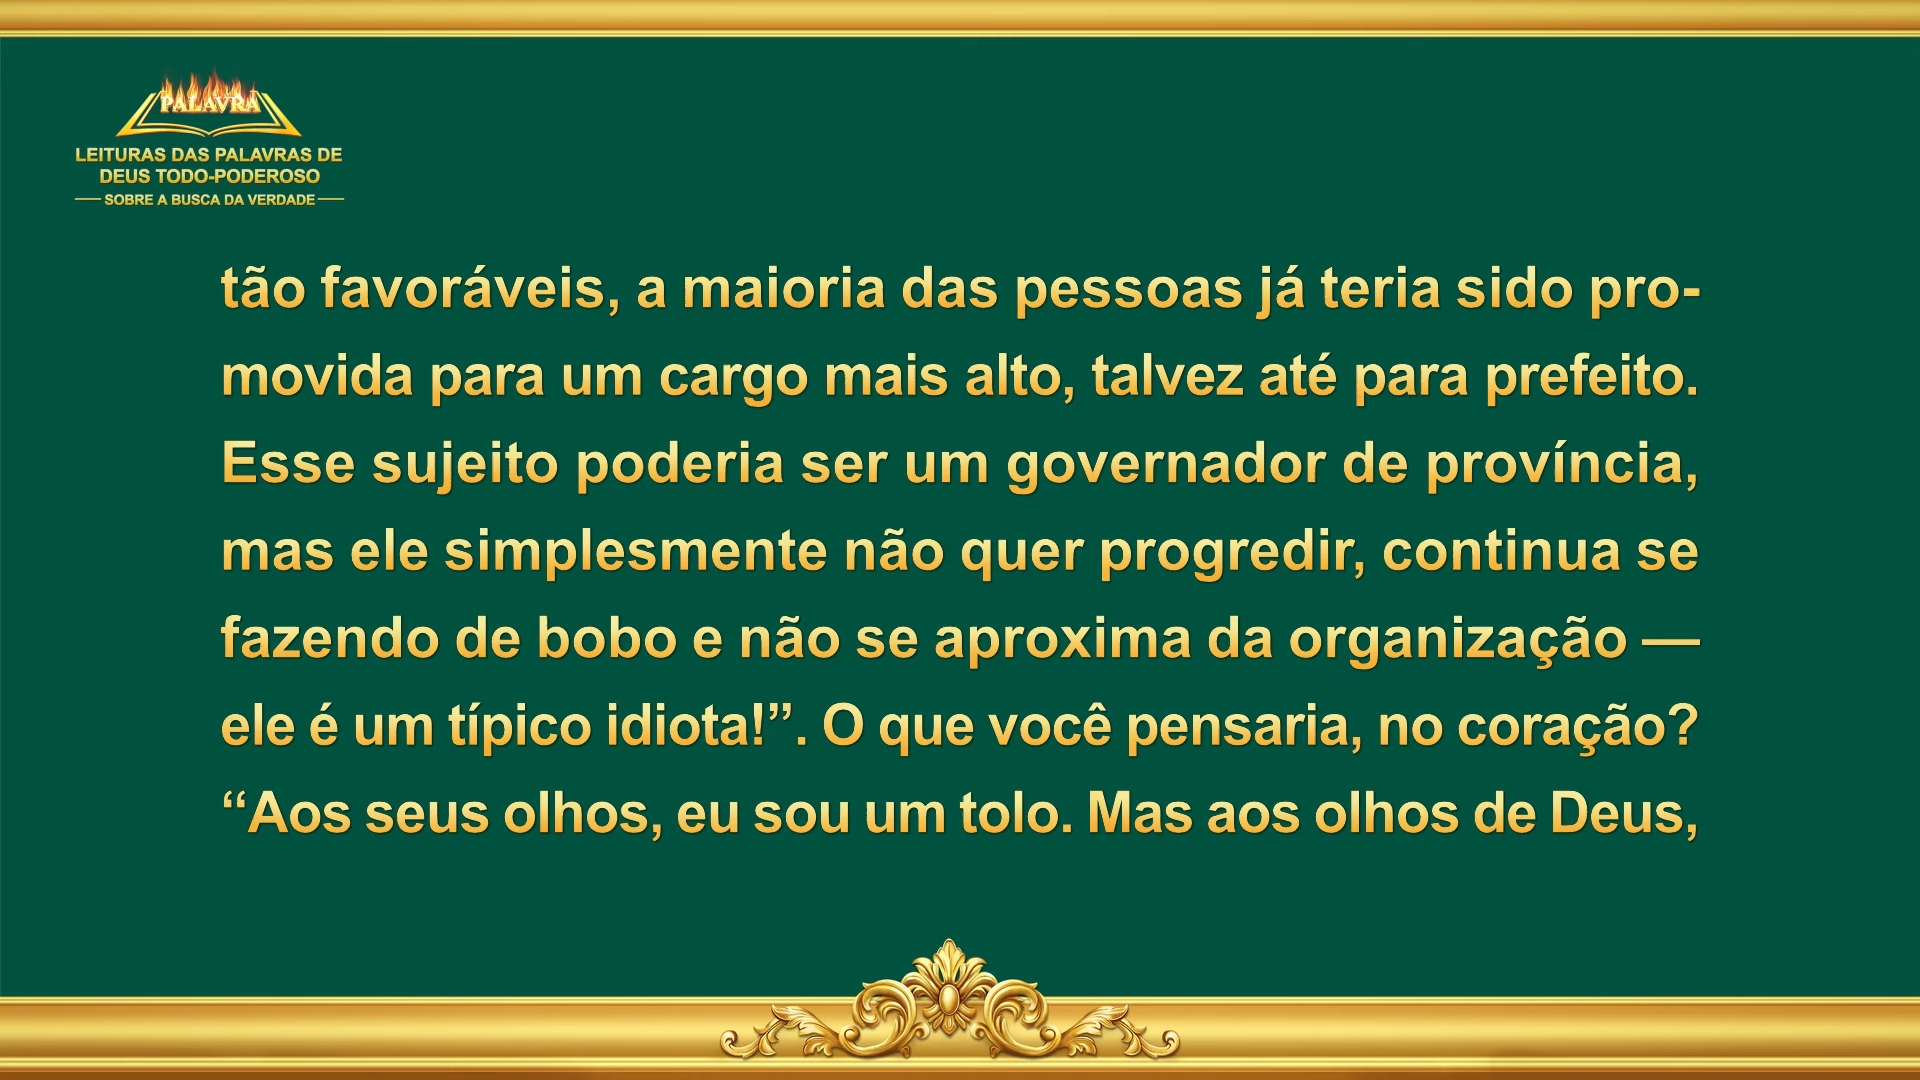 PALAVRA
LEITURAS DAS PALAVRAS DE
DEUS TODO-PODEROSO
SOBRE A BUSCA DA VERDADE
tão favoráveis, a maioria das pessoas já teria sido pro-
movida para um cargo mais alto, talvez até para prefeito.
Esse sujeito poderia ser um governador de província,
mas ele simplesmente não quer progredir, continua se
fazendo de bobo e não se aproxima da organização —
ele é um típico idiota!”. O que você pensaria, no coração?
“Aos seus olhos, eu sou um tolo. Mas aos olhos de Deus,